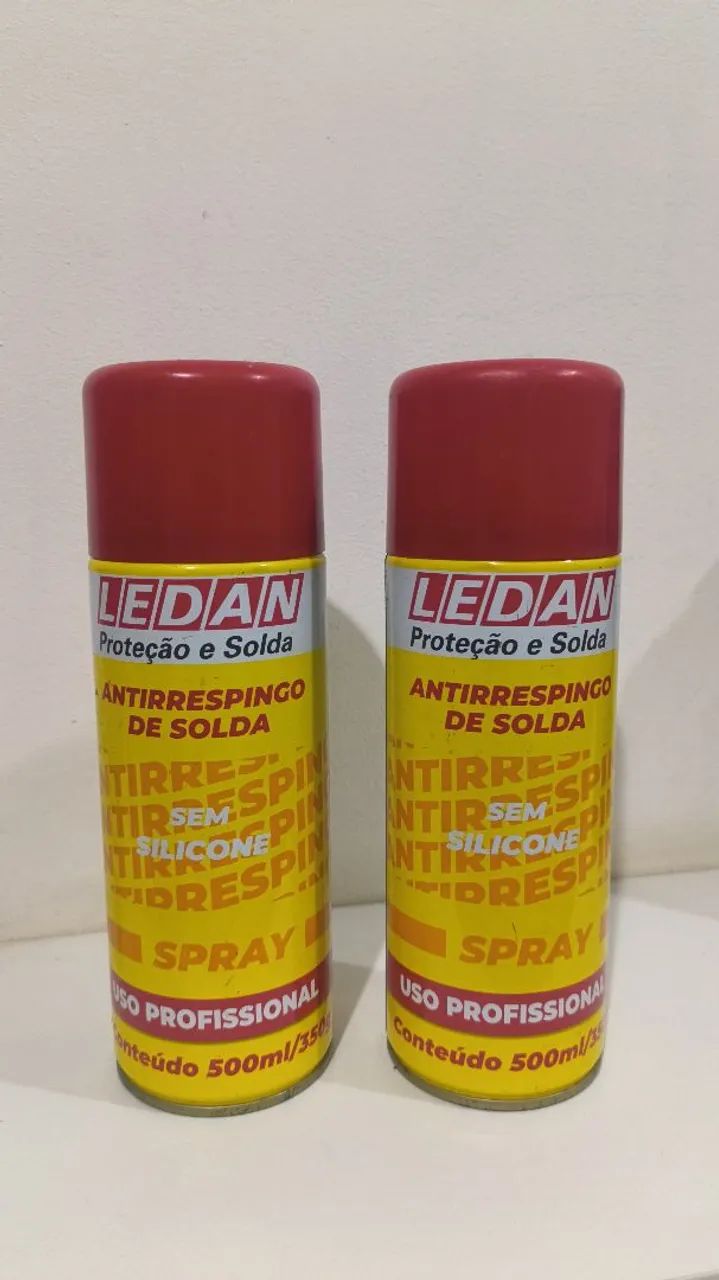 LEDAN
Proteção e Solda
ANTIRRESPINGO
DE SOLDA
SEM
SILICONE
SPRAY
USO PROFISSIONAL
Conteúdo 500ml/350g
LEDAN
Proteção e Solda
ANTIRRESPINGO
DE SOLDA
SEM
SILICONE
SPRAY
USO PROFISSIONAL
Conteúdo 500ml/35